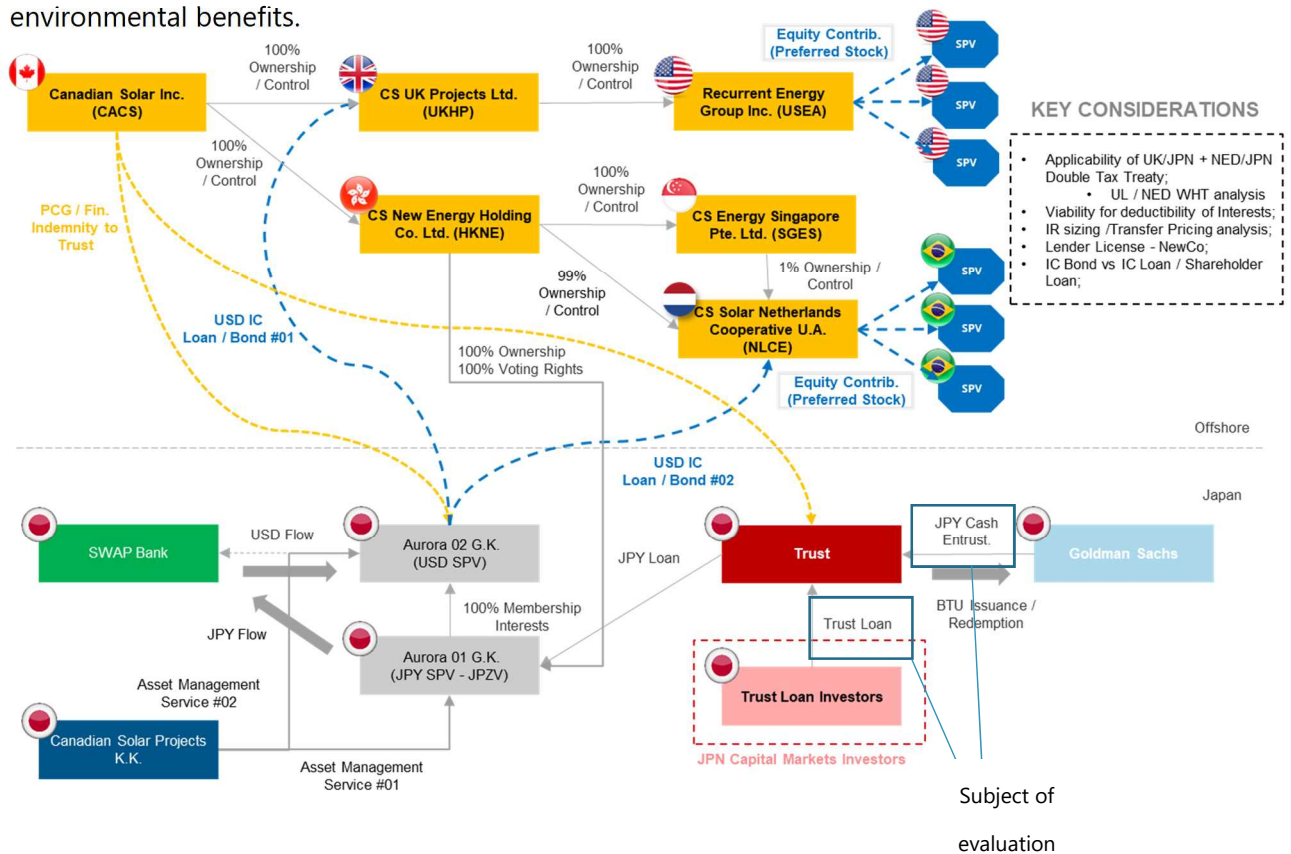 environmental benefits.
Canadian Solar Inc.
(CACS)
100%
Ownership
/ Control
CS UK Projects Ltd.
(UKHP)
100%
Ownership
/ Control
Recurrent Energy
Group Inc. (USEA)
Equity Contrib.
(Preferred Stock)
SPV
SPV
SPV
KEY CONSIDERATIONS
• Applicability of UK/JPN + NED/JPN
Double Tax Treaty;
• UL / NED WHT analysis
• Viability for deductibility of Interests;
• IR sizing /Transfer Pricing analysis;
• Lender License - NewCo;
• IC Bond vs IC Loan / Shareholder
Loan;
100%
Ownership
/ Control
PCG / Fin.
Indemnity to
Trust
CS New Energy Holding
Co. Ltd. (HKNE)
100%
Ownership
/ Control
CS Energy Singapore
Pte. Ltd. (SGES)
99%
Ownership
/ Control
1% Ownership /
Control
CS Solar Netherlands
Cooperative U.A.
(NLCE)
SPV
SPV
SPV
Equity Contrib.
(Preferred Stock)
USD IC
Loan / Bond #01
100% Ownership
100% Voting Rights
Offshore
USD IC
Loan / Bond #02
Japan
SWAP Bank
USD Flow
Aurora 02 G.K.
(USD SPV)
JPY Loan
Trust
JPY Cash
Entrust.
Goldman Sachs
BTU Issuance /
Redemption
JPY Flow
100% Membership
Interests
Trust Loan
Aurora 01 G.K.
(JPY SPV - JPZV)
Trust Loan Investors
Asset Management
Service #02
Canadian Solar Projects
K.K.
JPN Capital Markets Investors
Asset Management
Service #01
Subject of
evaluation